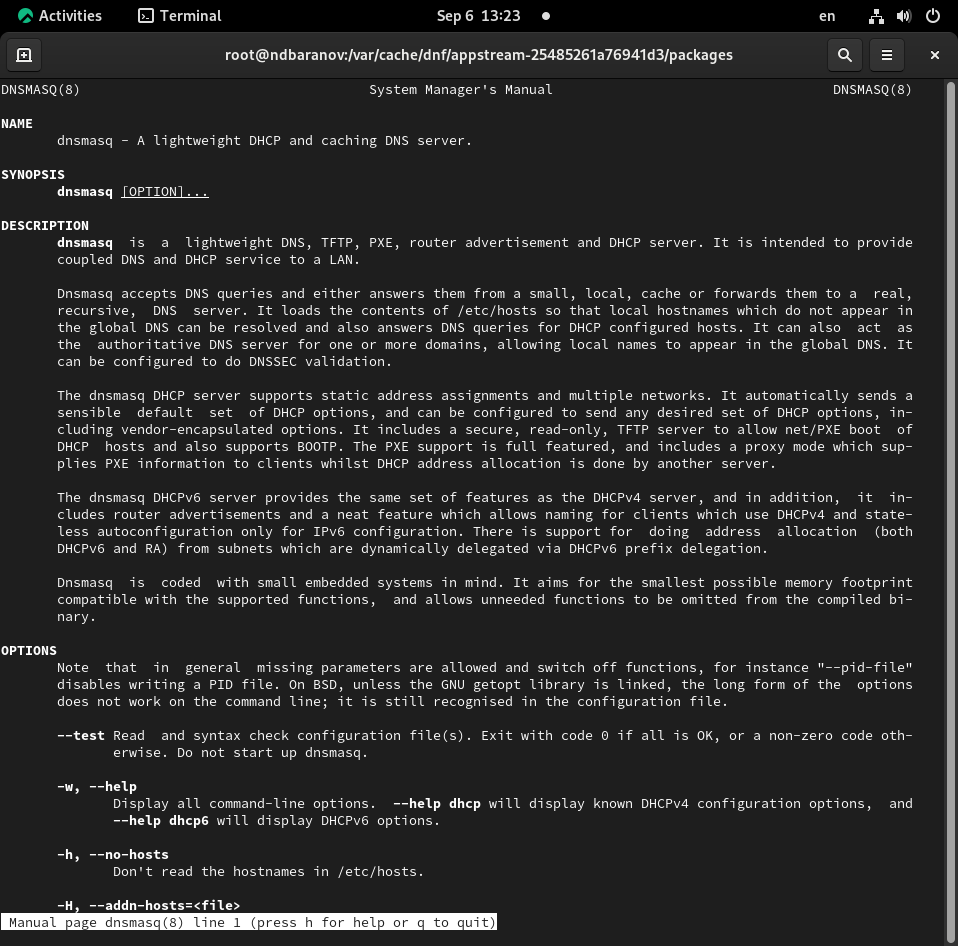 Activities Terminal Sep 6 13:23 en
root@ndbaranov:/var/cache/dnf/appstream-25485261a76941d3/packages
DNSMASQ(8) System Manager's Manual DNSMASQ(8)
NAME
dnsmasq - A lightweight DHCP and caching DNS server.
SYNOPSIS
dnsmasq [OPTION]...
DESCRIPTION
dnsmasq is a lightweight DNS, TFTP, PXE, router advertisement and DHCP server. It is intended to provide
coupled DNS and DHCP service to a LAN.
Dnsmasq accepts DNS queries and either answers them from a small, local, cache or forwards them to a real,
recursive, DNS server. It loads the contents of /etc/hosts so that local hostnames which do not appear in
the global DNS can be resolved and also answers DNS queries for DHCP configured hosts. It can also act as
the authoritative DNS server for one or more domains, allowing local names to appear in the global DNS. It
can be configured to do DNSSEC validation.
The dnsmasq DHCP server supports static address assignments and multiple networks. It automatically sends a
sensible default set of DHCP options, and can be configured to send any desired set of DHCP options, in‐
cluding vendor-encapsulated options. It includes a secure, read-only, TFTP server to allow net/PXE boot of
DHCP hosts and also supports BOOTP. The PXE support is full featured, and includes a proxy mode which sup‐
plies PXE information to clients whilst DHCP address allocation is done by another server.
The dnsmasq DHCPv6 server provides the same set of features as the DHCPv4 server, and in addition, it in‐
cludes router advertisements and a neat feature which allows naming for clients which use DHCPv4 and state‐
less autoconfiguration only for IPv6 configuration. There is support for doing address allocation (both
DHCPv6 and RA) from subnets which are dynamically delegated via DHCPv6 prefix delegation.
Dnsmasq is coded with small embedded systems in mind. It aims for the smallest possible memory footprint
compatible with the supported functions, and allows unneeded functions to be omitted from the compiled bi‐
nary.
OPTIONS
Note that in general missing parameters are allowed and switch off functions, for instance "--pid-file"
disables writing a PID file. On BSD, unless the GNU getopt library is linked, the long form of the options
does not work on the command line; it is still recognised in the configuration file.
--test Read and syntax check configuration file(s). Exit with code 0 if all is OK, or a non-zero code oth‐
erwise. Do not start up dnsmasq.
-w, --help
Display all command-line options. --help dhcp will display known DHCPv4 configuration options, and
--help dhcp6 will display DHCPv6 options.
-h, --no-hosts
Don't read the hostnames in /etc/hosts.
-H, --addn-hosts=<file>
Manual page dnsmasq(8) line 1 (press h for help or q to quit)